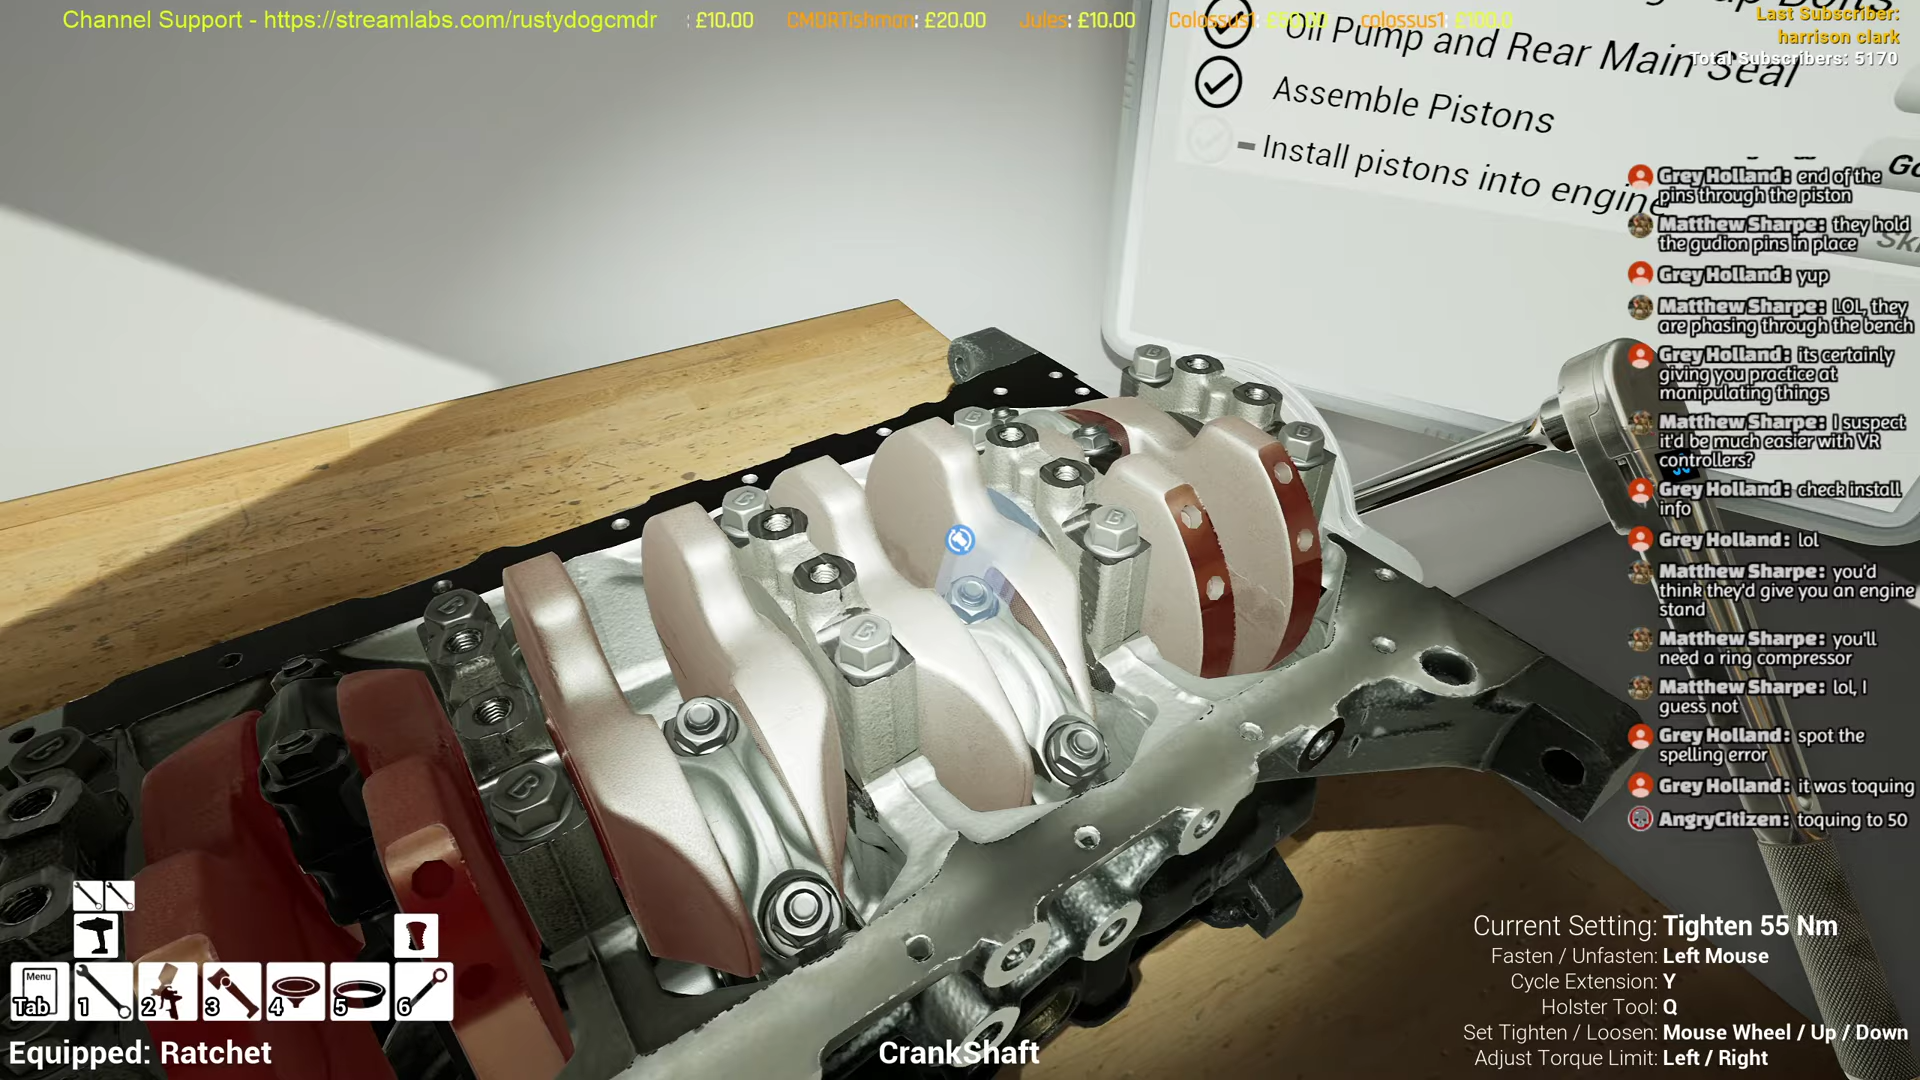 Channel Support - https://streamlabs.com/rustydogcmdr : £10.00 CMDRTishmon: £20.00 Jules: £10.00 Colossus1: £50.00 colossus1: £100.0
Last Subscriber:
harrison clark
Total Subscribers: 5170
Oil Pump and Rear Main Seal
Assemble Pistons
- Install pistons into engine
Grey Holland: end of the
pins through the piston
Matthew Sharpe: they hold
the gudion pins in place
Grey Holland: yup
Matthew Sharpe: LOL, they
are phasing through the bench
Grey Holland: its certainly
giving you practice at
manipulating things
Matthew Sharpe: I suspect
it'd be much easier with VR
controllers?
Grey Holland: check install
info
Grey Holland: lol
Matthew Sharpe: you'd
think they'd give you an engine
stand
Matthew Sharpe: you'll
need a ring compressor
Matthew Sharpe: lol, I
guess not
Grey Holland: spot the
spelling error
Grey Holland: it was toquing
AngryCitizen: toquing to 50
Current Setting: Tighten 55 Nm
Fasten / Unfasten: Left Mouse
Cycle Extension: Y
Holster Tool: Q
Set Tighten / Loosen: Mouse Wheel / Up / Down
Adjust Torque Limit: Left / Right
Menu
Tab 1 2 3 4 5 6
Equipped: Ratchet
CrankShaft